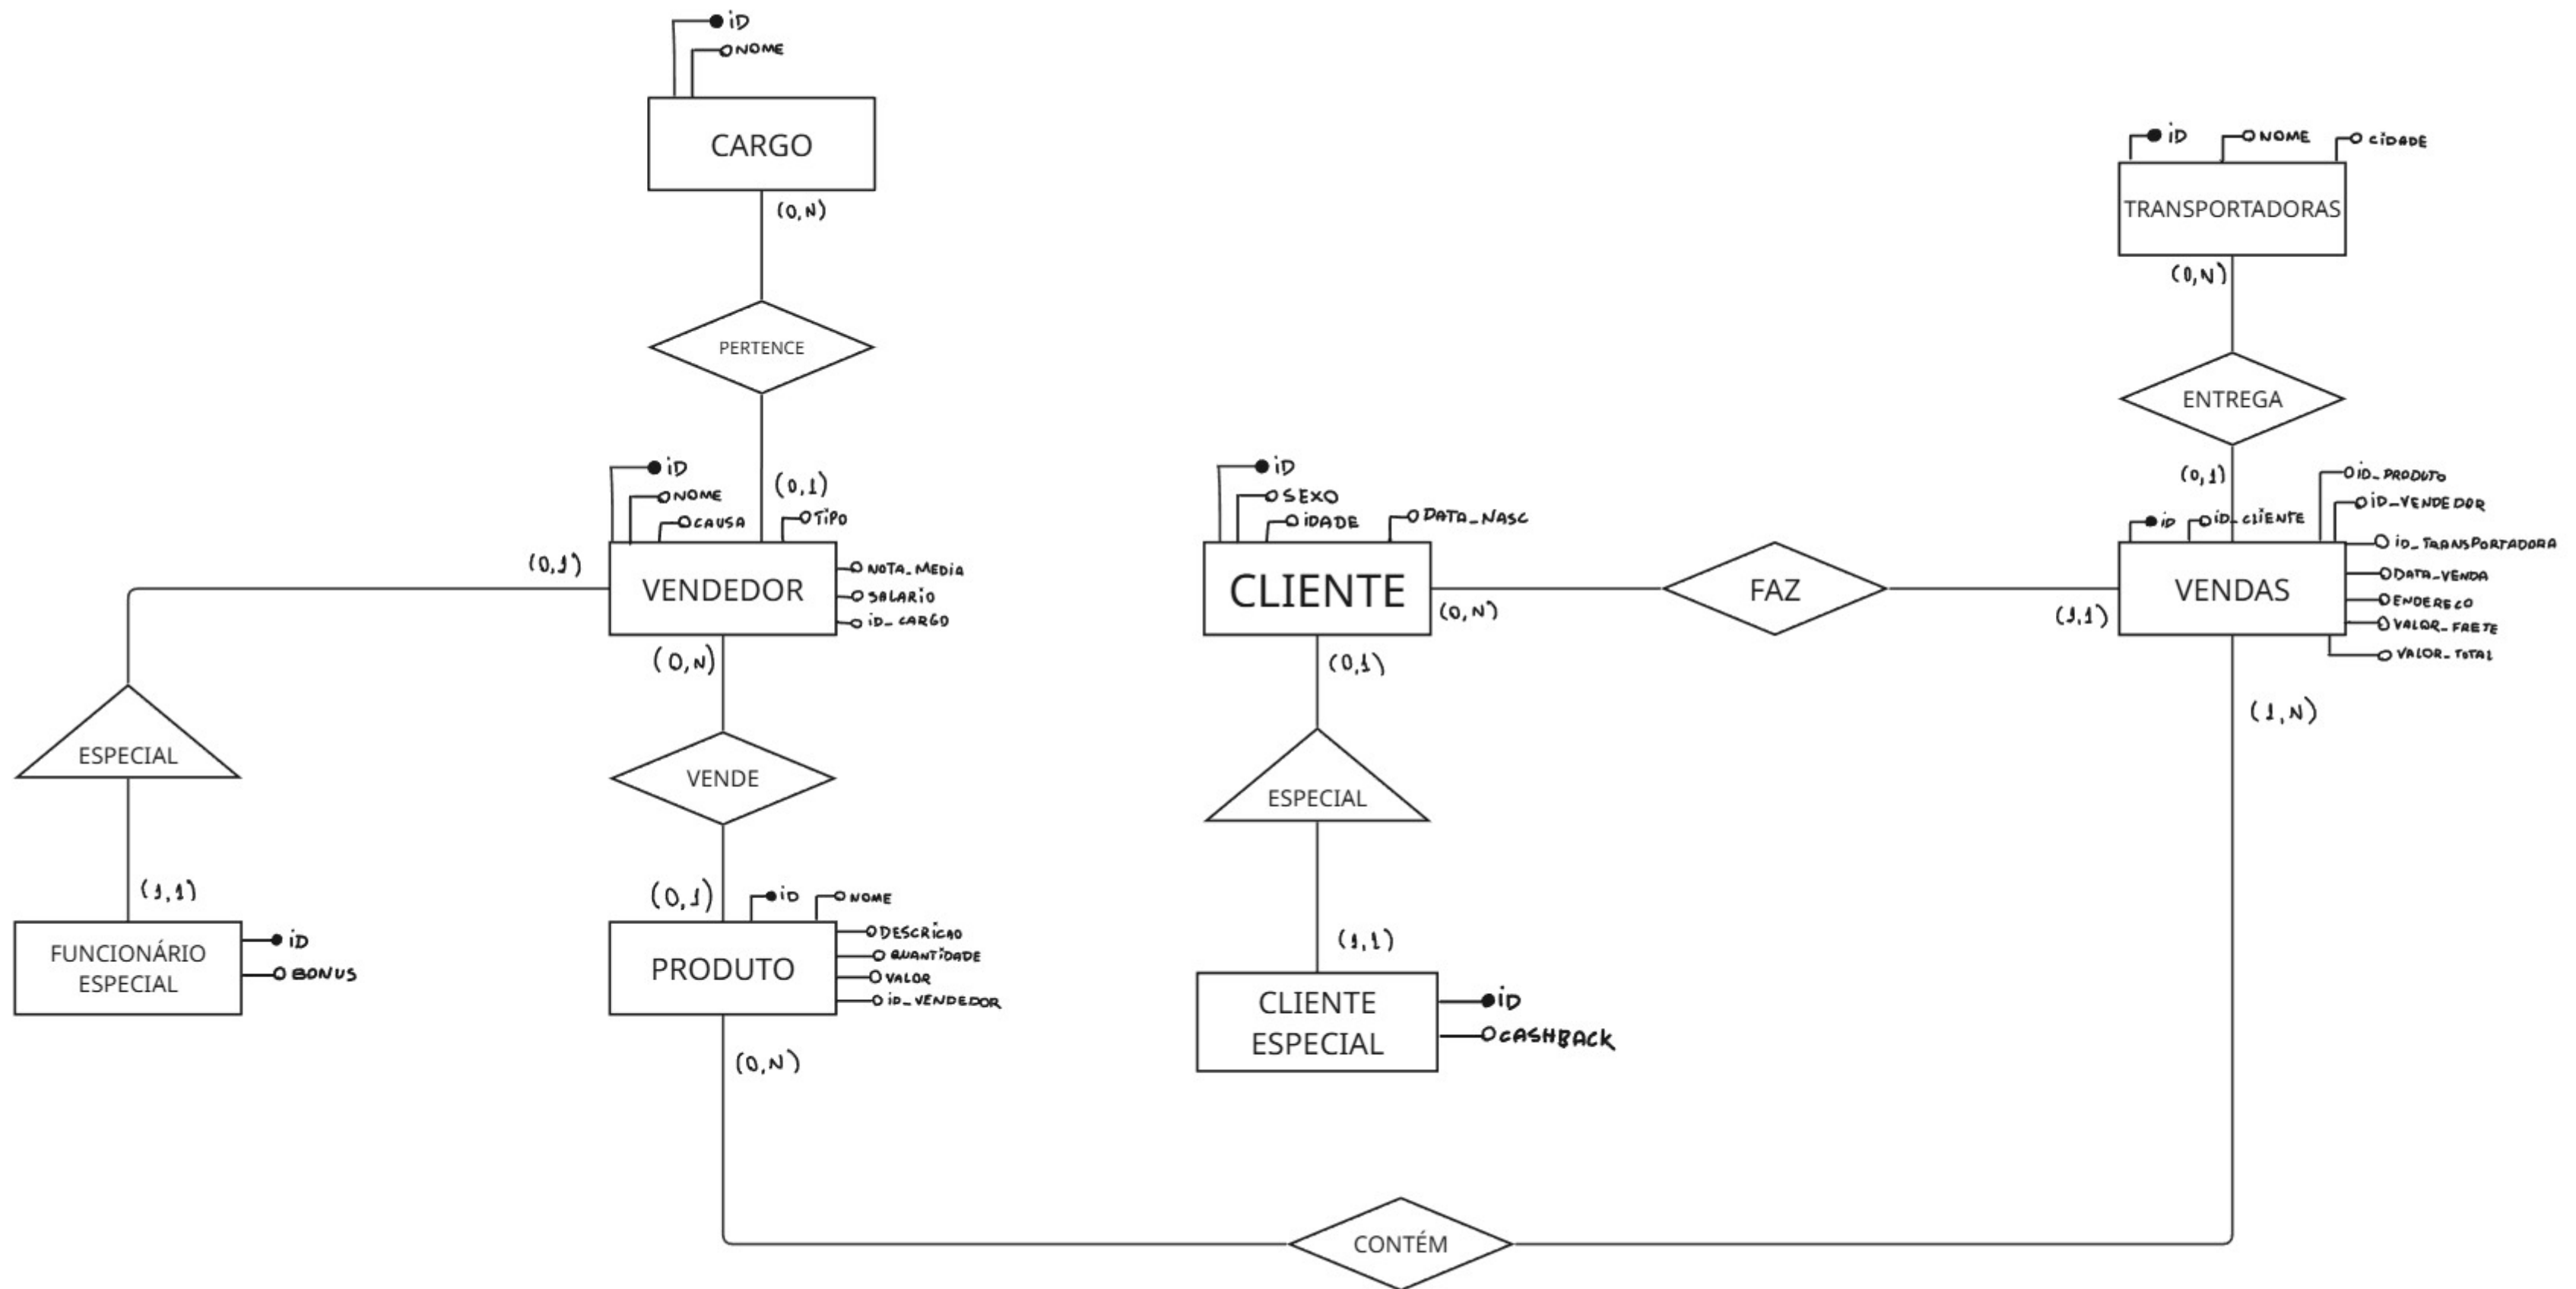 iD
NOME
CARGO
(0,N)
PERTENCE
(0,1)
iD
NOME
CAUSA
TiPO
VENDEDOR
NOTA_MEDiA
SALARiO
iD_CARGO
(0,1)
ESPECIAL
(1,1)
FUNCIONÁRIO
ESPECIAL
iD
BONUS
(0,N)
VENDE
(0,1)
iD
NOME
PRODUTO
DESCRiCAO
QUANTiDADE
VALOR
iD_VENDEDOR
(0,N)
CONTÉM
iD
SEXO
iDADE
DATA_NASC
CLIENTE
(0,N)
(0,1)
ESPECIAL
(1,1)
CLIENTE
ESPECIAL
iD
CASHBACK
FAZ
(1,1)
iD
NOME
CiDADE
TRANSPORTADORAS
(0,N)
ENTREGA
(0,1)
iD
iD_CLiENTE
iD_PRODUTO
iD_VENDEDOR
iD_TRANSPORTADORA
VENDAS
DATA_VENDA
ENDERECO
VALOR_FRETE
VALOR_TOTAL
(1,N)